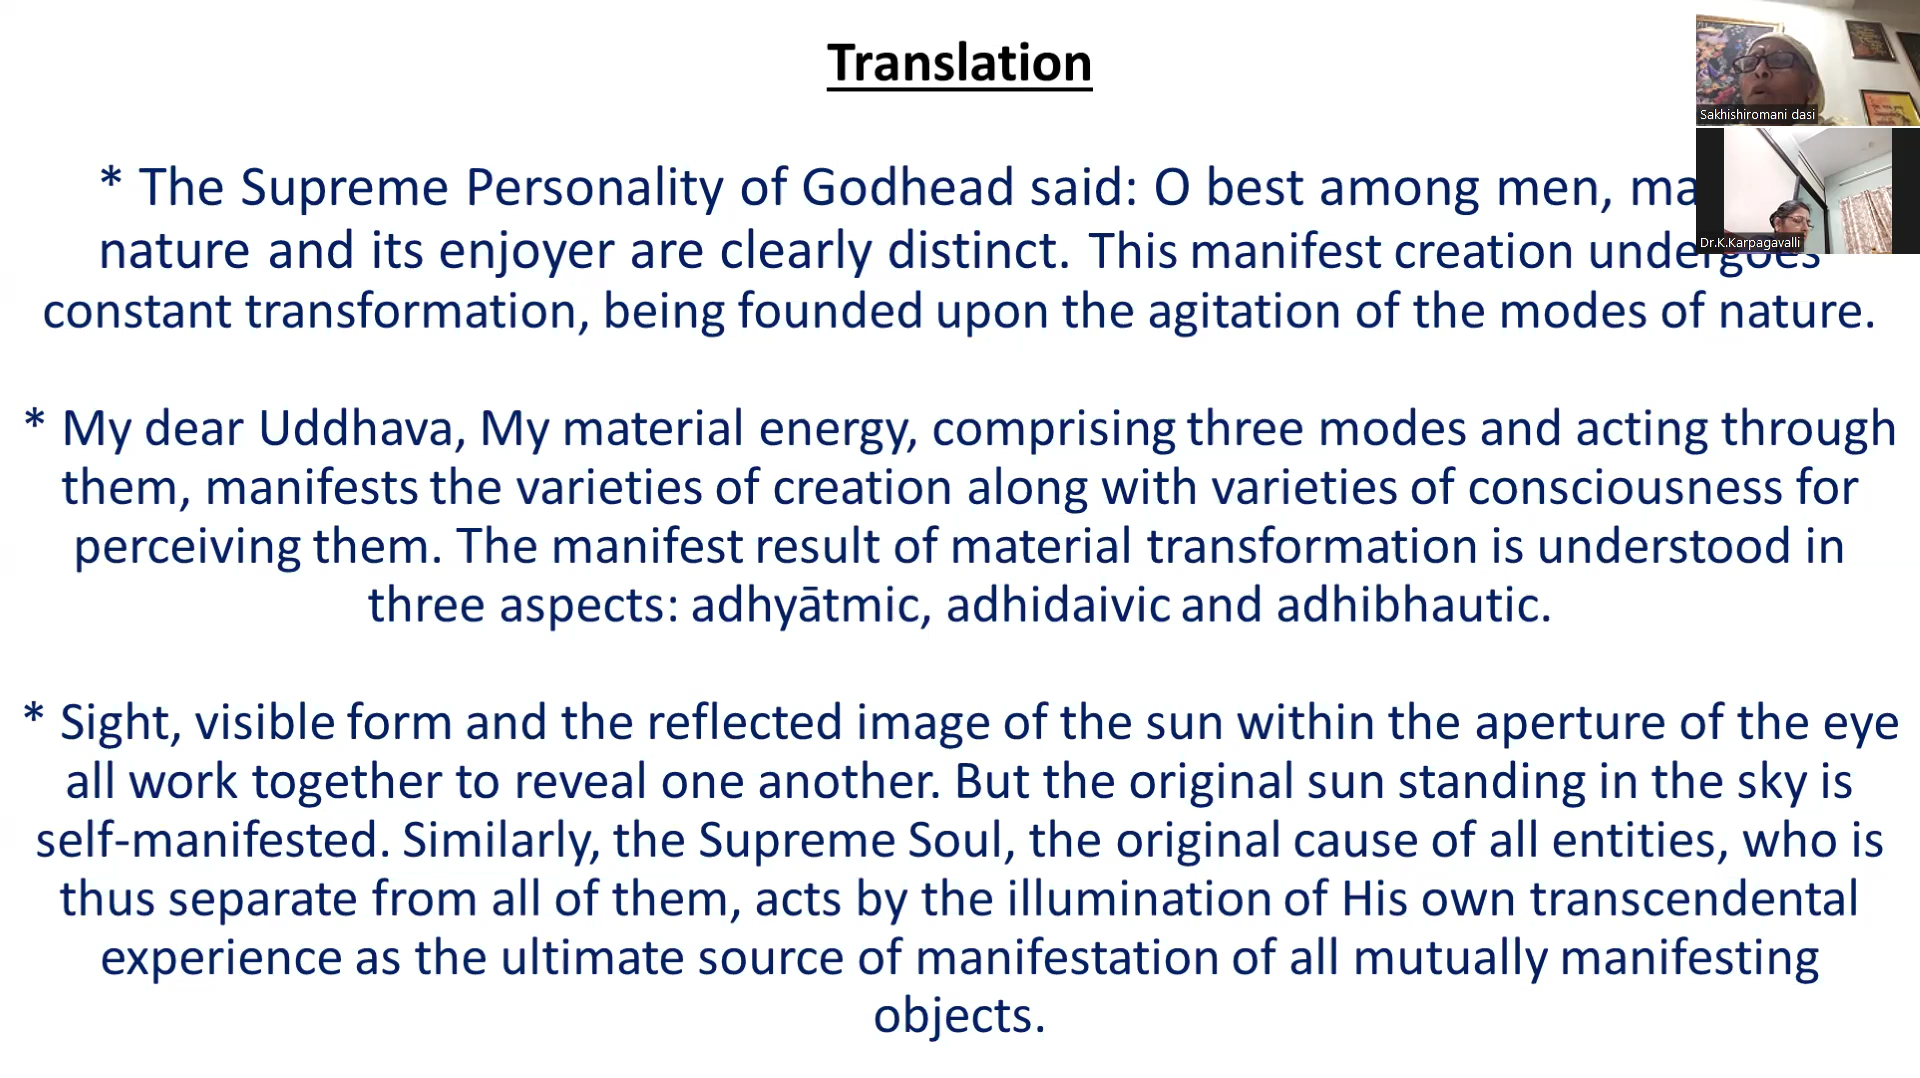 Translation
* The Supreme Personality of Godhead said: O best among men,
nature and its enjoyer are clearly distinct. This manifest creation undergoes
constant transformation, being founded upon the agitation of the modes of nature.
* My dear Uddhava, My material energy, comprising three modes and acting through
them, manifests the varieties of creation along with varieties of consciousness for
perceiving them. The manifest result of material transformation is understood in
three aspects: adhyātmic, adhidaivic and adhibhautic.
* Sight, visible form and the reflected image of the sun within the aperture of the eye
all work together to reveal one another. But the original sun standing in the sky is
self-manifested. Similarly, the Supreme Soul, the original cause of all entities, who is
thus separate from all of them, acts by the illumination of His own transcendental
experience as the ultimate source of manifestation of all mutually manifesting
objects.
Sakhishiromani dasi
Dr.K.Karpagavalli